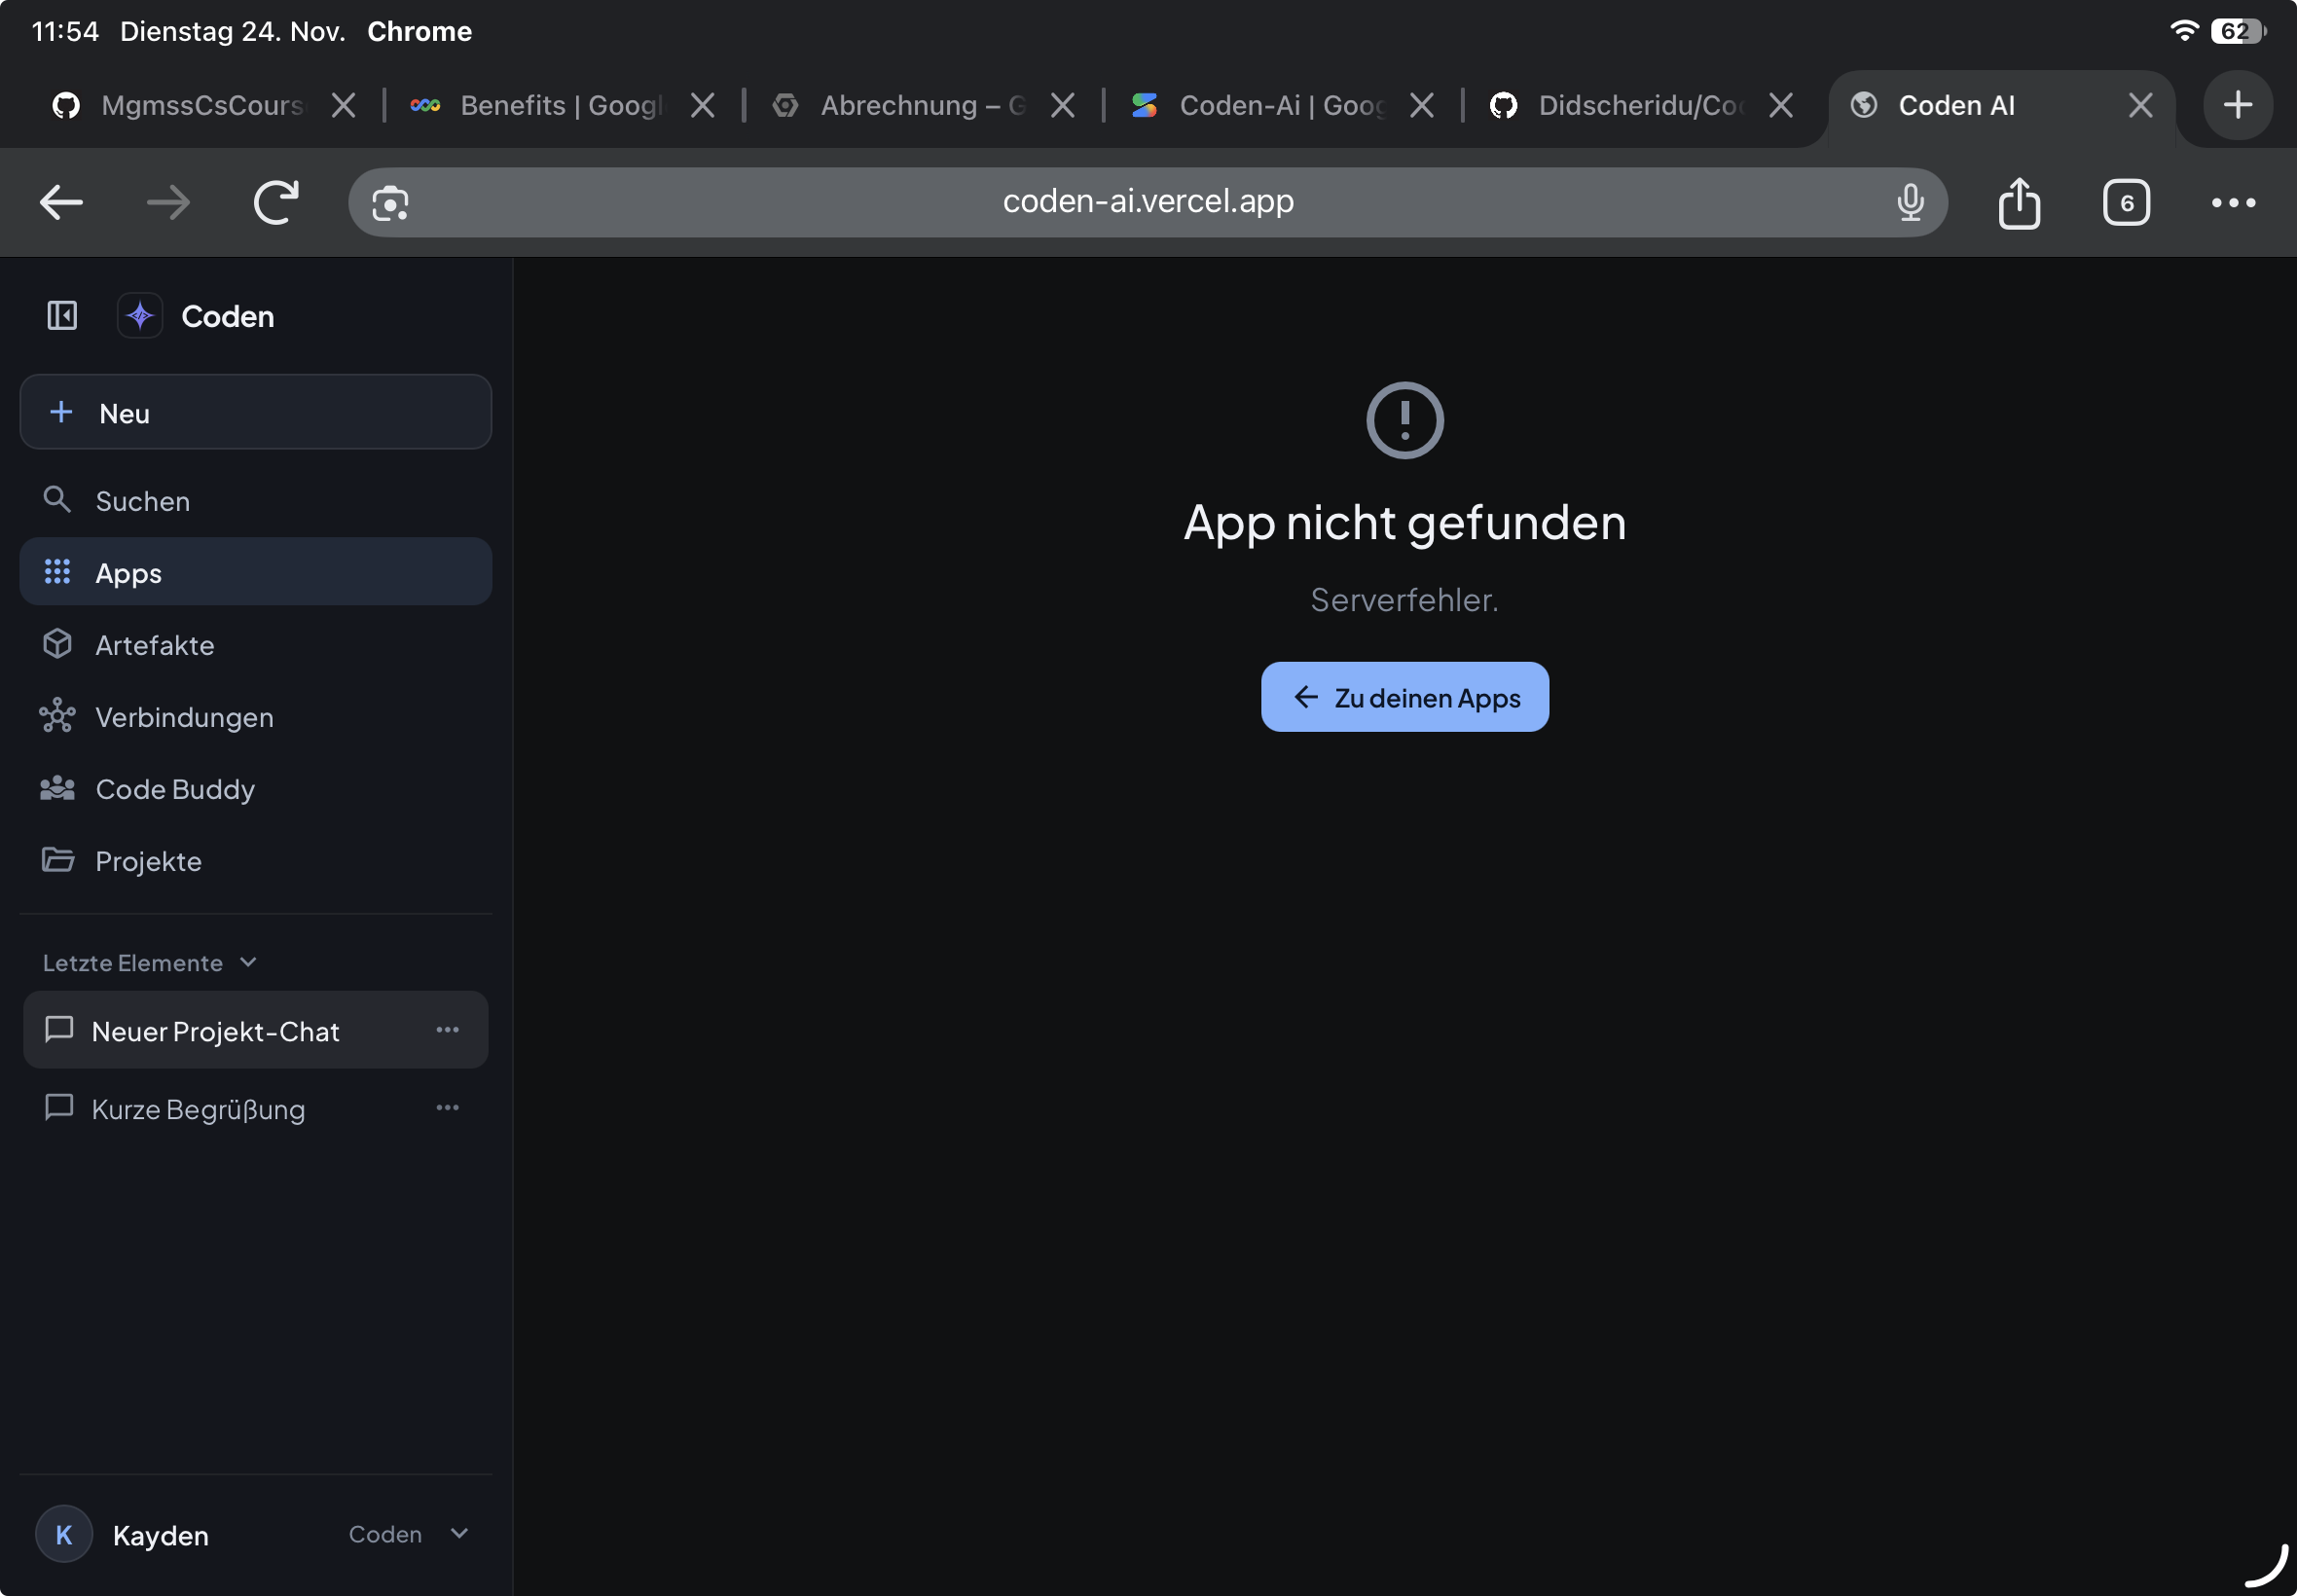 11:54 Dienstag 24. Nov. Chrome
62
MgmssCsCours
Benefits | Googl
Abrechnung – G
Coden-Ai | Goog
Didscheridu/Coc
Coden AI
coden-ai.vercel.app
6
Coden
Neu
Suchen
Apps
Artefakte
Verbindungen
Code Buddy
Projekte
Letzte Elemente
Neuer Projekt-Chat
Kurze Begrüßung
K Kayden Coden
App nicht gefunden
Serverfehler.
Zu deinen Apps